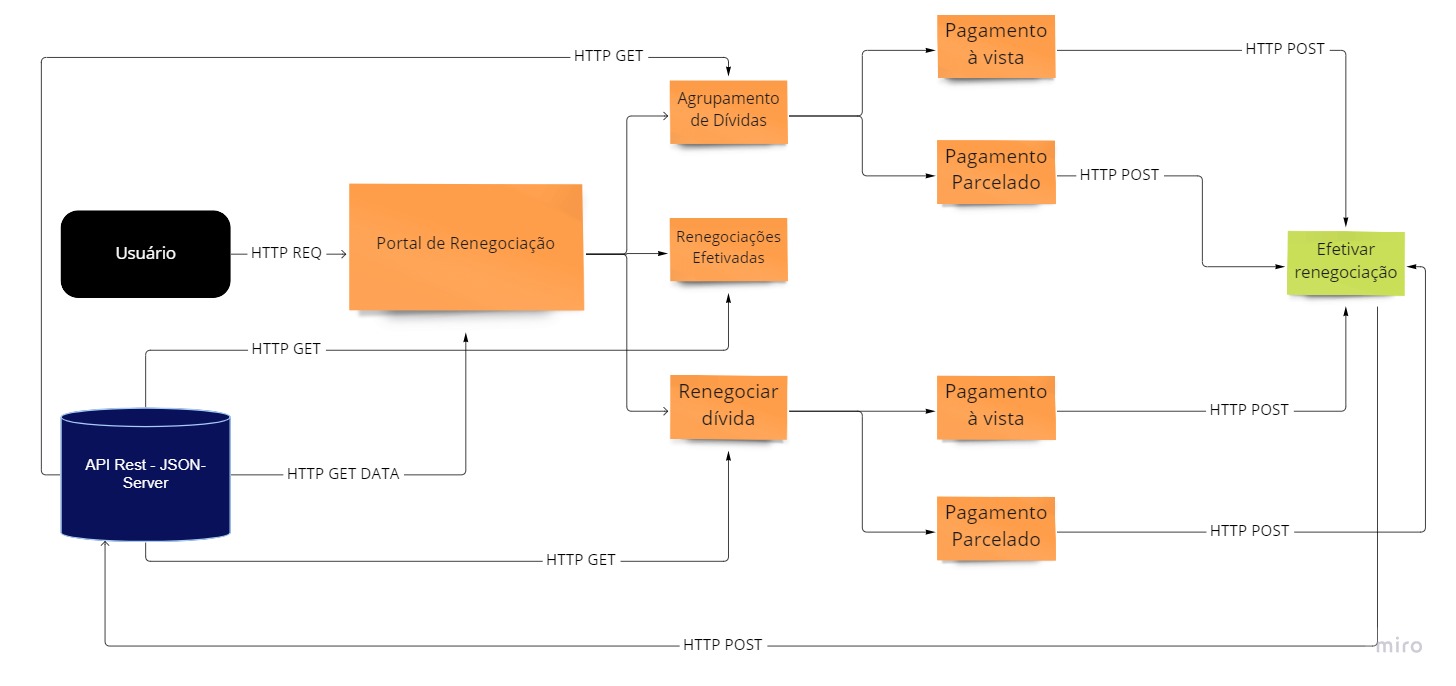 Pagamento
à vista
HTTP POST
HTTP GET
Agrupamento
de Dívidas
Pagamento
Parcelado
HTTP POST
Usuário
HTTP REQ
Portal de Renegociação
Renegociações
Efetivadas
Efetivar
renegociação
HTTP GET
Renegociar
dívida
Pagamento
à vista
HTTP POST
API Rest - JSON-
Server
HTTP GET DATA
Pagamento
Parcelado
HTTP POST
HTTP GET
HTTP POST
miro